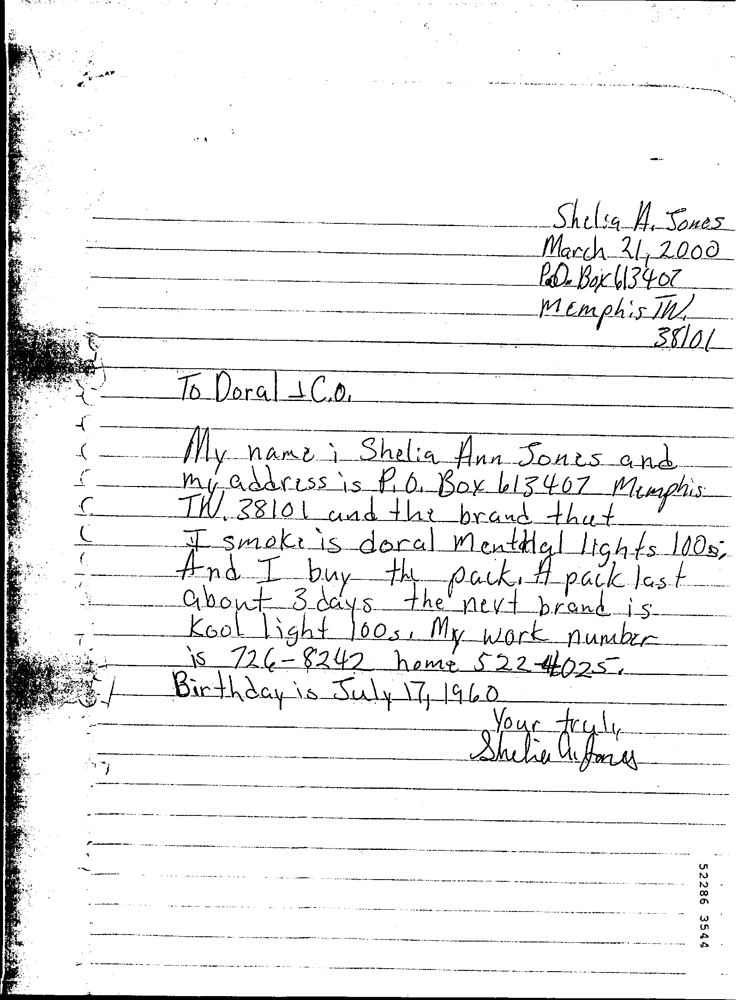 Shelia A. Jones
March 21, 2000
P.O. Box 613407
Memphis TN.
38101
To Doral & C.O.
My name i Shelia Ann Jones and
my address is P.O. Box 613407 Memphis
TN. 38101 and the brand that
I smoke is doral Menthal lights 100s.
And I buy the pack. A pack last
about 3 days the next brand is
Kool light 100s. My work number
is 726-8242 home 522-4025.
Birthday is July 17, 1960
Your truly
Shelia A. Jones
52286 3544